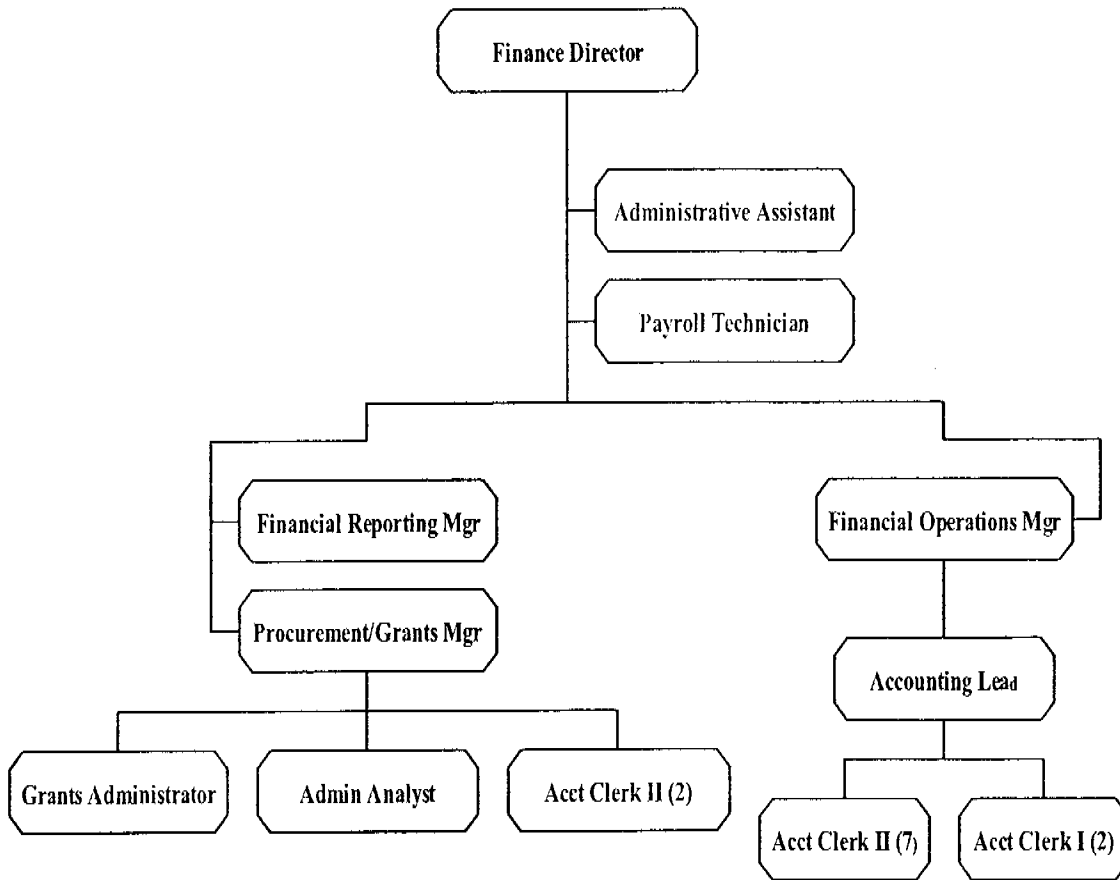 Finance Director
Administrative Assistant
Payroll Technician
Financial Reporting Mgr
Financial Operations Mgr
Procurement/Grants Mgr
Accounting Lead
Grants Administrator
Admin Analyst
Acct Clerk II (2)
Acct Clerk II (7)
Acct Clerk I (2)